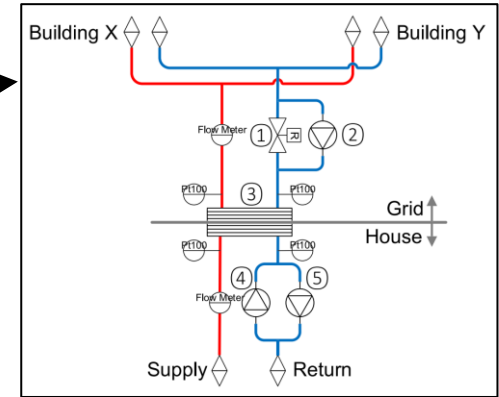 Building X
Building Y
Flow Meter
①
R
②
Pt100
③
Pt100
Grid
House
Pt100
Pt100
④
⑤
Flow Meter
Supply
Return